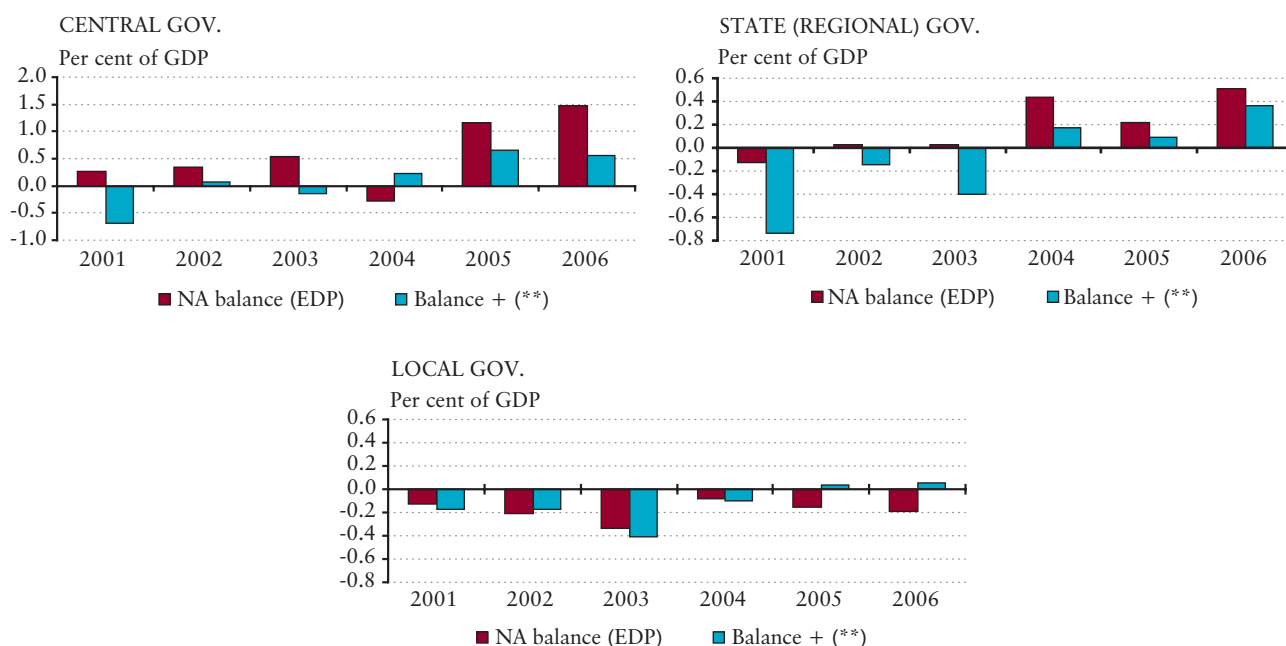 CENTRAL GOV.
Per cent of GDP
2.0
1.5
1.0
0.5
0.0
-0.5
-1.0
2001 2002 2003 2004 2005 2006
NA balance (EDP) Balance + (**)
STATE (REGIONAL) GOV.
Per cent of GDP
0.6
0.4
0.2
0.0
-0.2
-0.4
-0.6
-0.8
2001 2002 2003 2004 2005 2006
NA balance (EDP) Balance + (**)
LOCAL GOV.
Per cent of GDP
0.6
0.4
0.2
0.0
-0.2
-0.4
-0.6
-0.8
2001 2002 2003 2004 2005 2006
NA balance (EDP) Balance + (**)